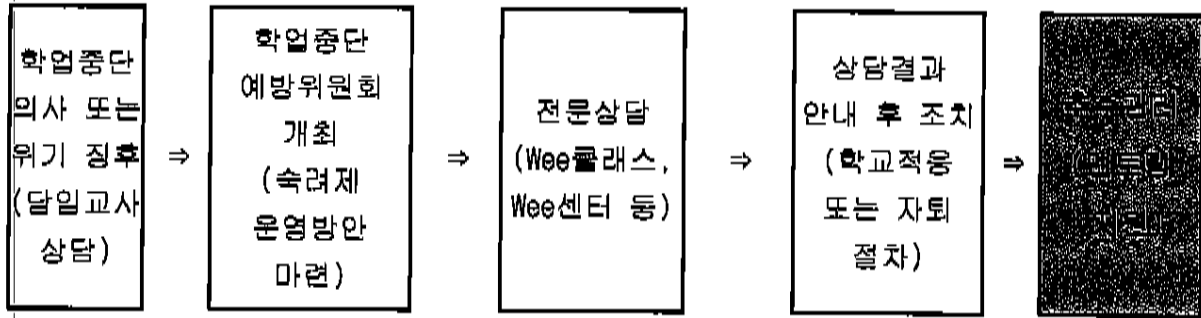 학업중단
의사 또는
위기 징후
(담임교사
상담)
⇒
학업중단
예방위원회
개최
(숙려제
운영방안
마련)
⇒
전문상담
(Wee클래스,
Wee센터 등)
⇒
상담결과
안내 후 조치
(학교적응
또는 자퇴
절차)
⇒